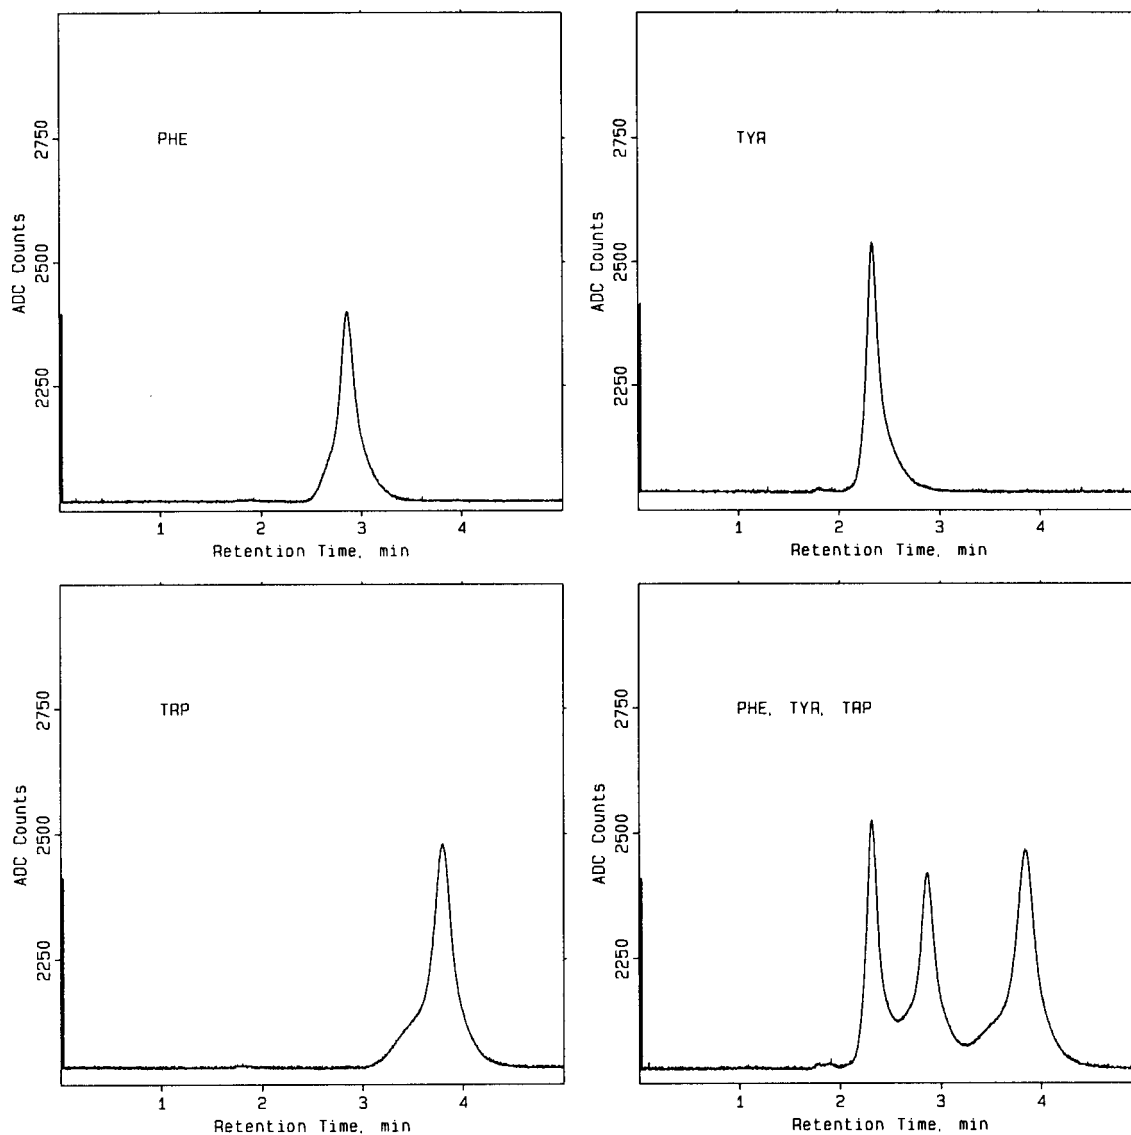 PHE
2750
2500
2250
ADC Counts
1 2 3 4
Retention Time, min
TYR
2750
2500
2250
ADC Counts
1 2 3 4
Retention Time, min
TRP
2750
2500
2250
ADC Counts
1 2 3 4
Retention Time, min
PHE, TYR, TRP
2750
2500
2250
ADC Counts
1 2 3 4
Retention Time, min